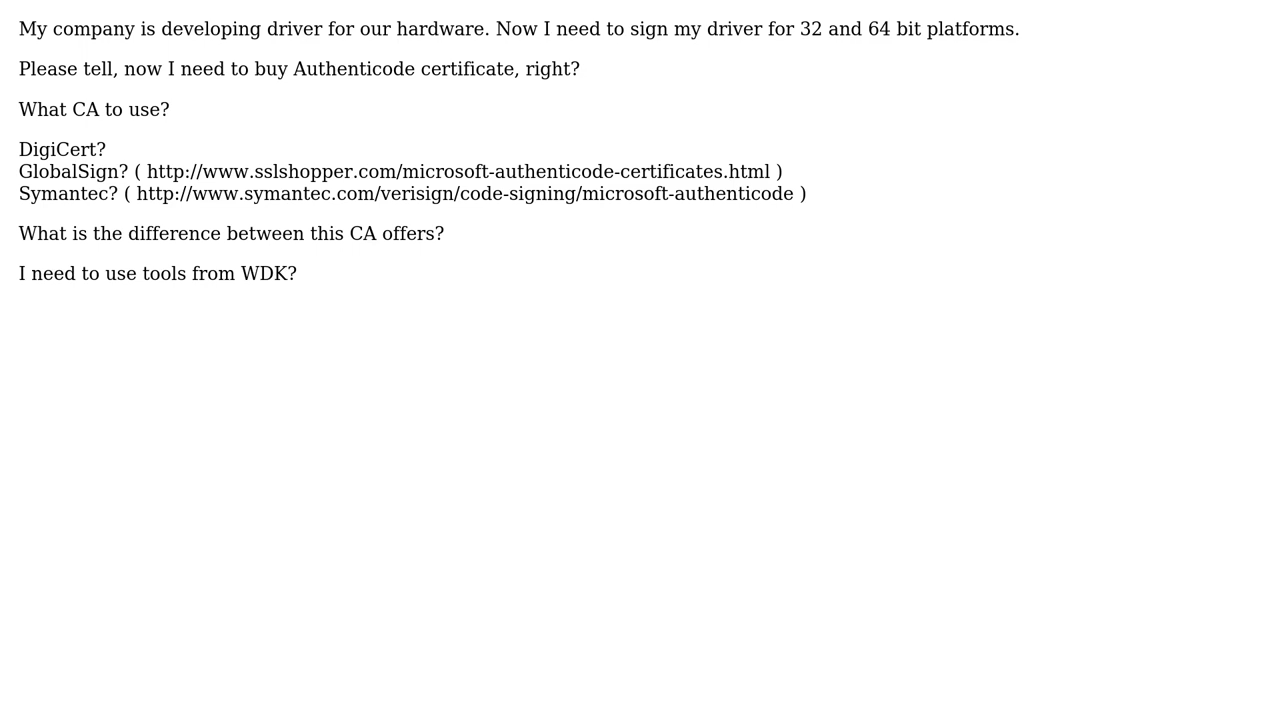 My company is developing driver for our hardware. Now I need to sign my driver for 32 and 64 bit platforms.
Please tell, now I need to buy Authenticode certificate, right?
What CA to use?
DigiCert?
GlobalSign? ( http://www.sslshopper.com/microsoft-authenticode-certificates.html )
Symantec? ( http://www.symantec.com/verisign/code-signing/microsoft-authenticode )
What is the difference between this CA offers?
I need to use tools from WDK?